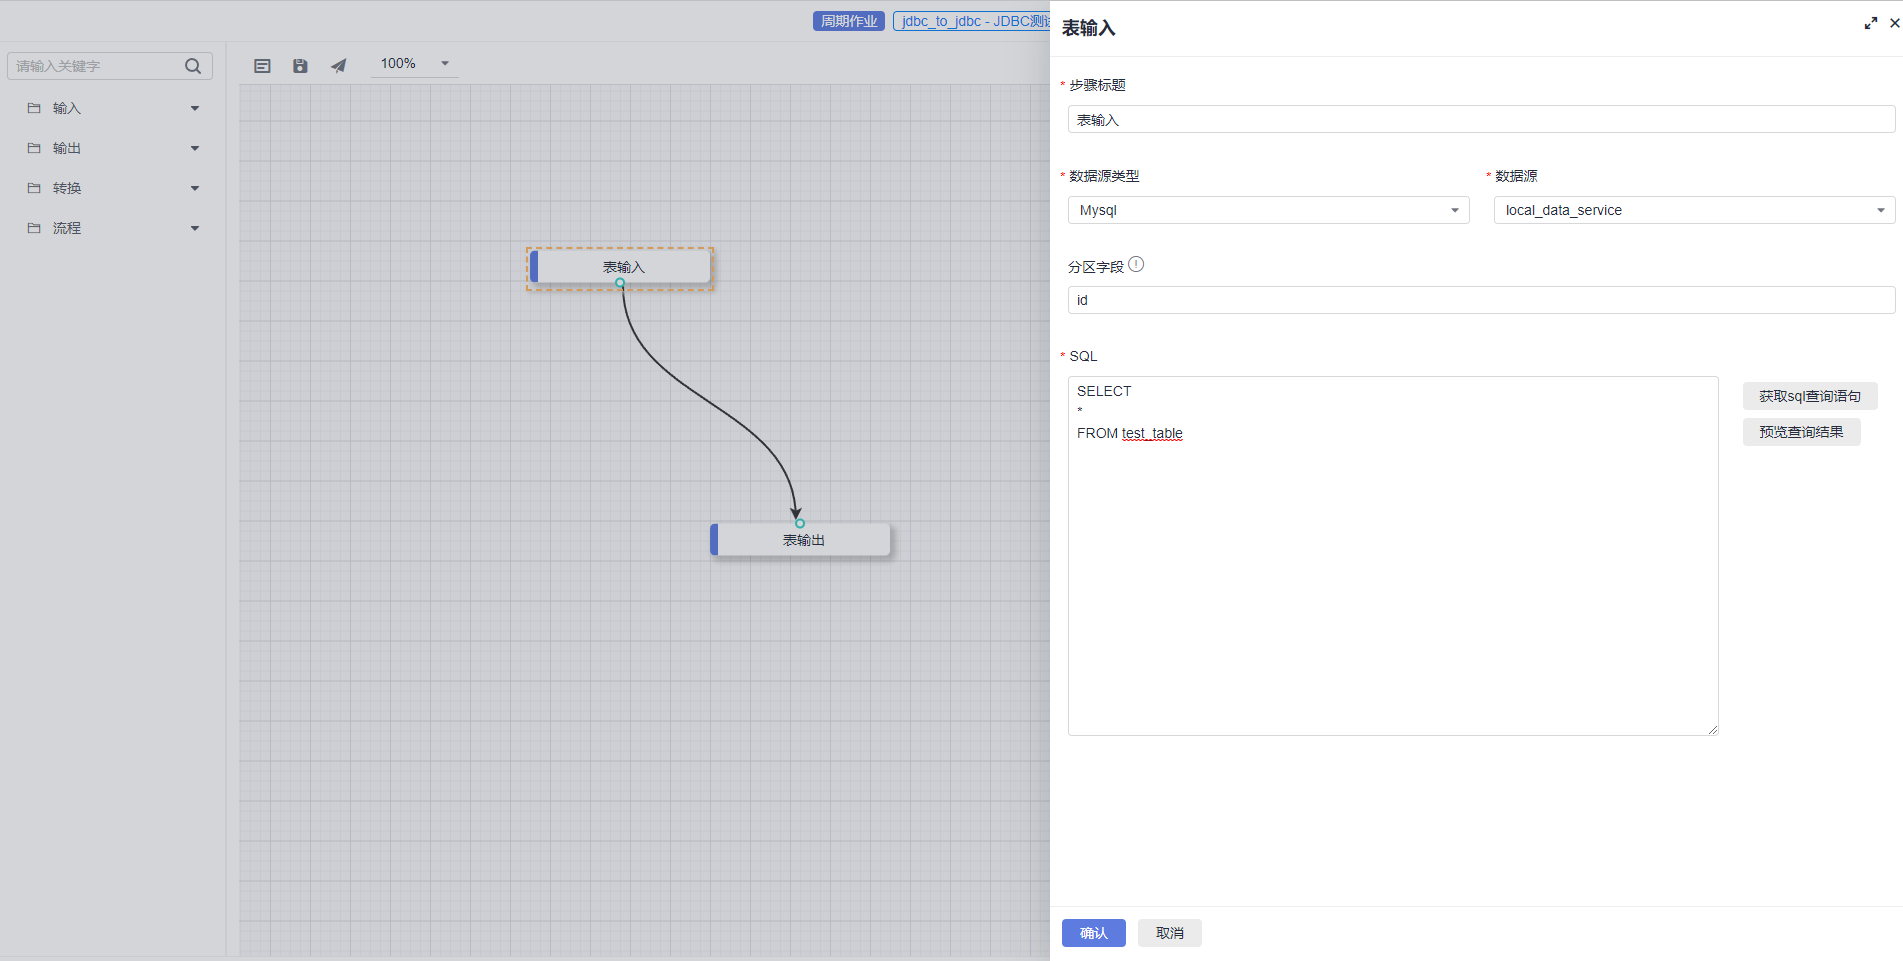 周期作业
jdbc_to_jdbc - JDBC测
请输入关键字
100%
输入
输出
转换
流程
表输入
表输出
表输入
* 步骤标题
表输入
* 数据源类型
* 数据源
Mysql
local_data_service
分区字段
id
* SQL
SELECT
*
FROM test_table
获取sql查询语句
预览查询结果
确认
取消